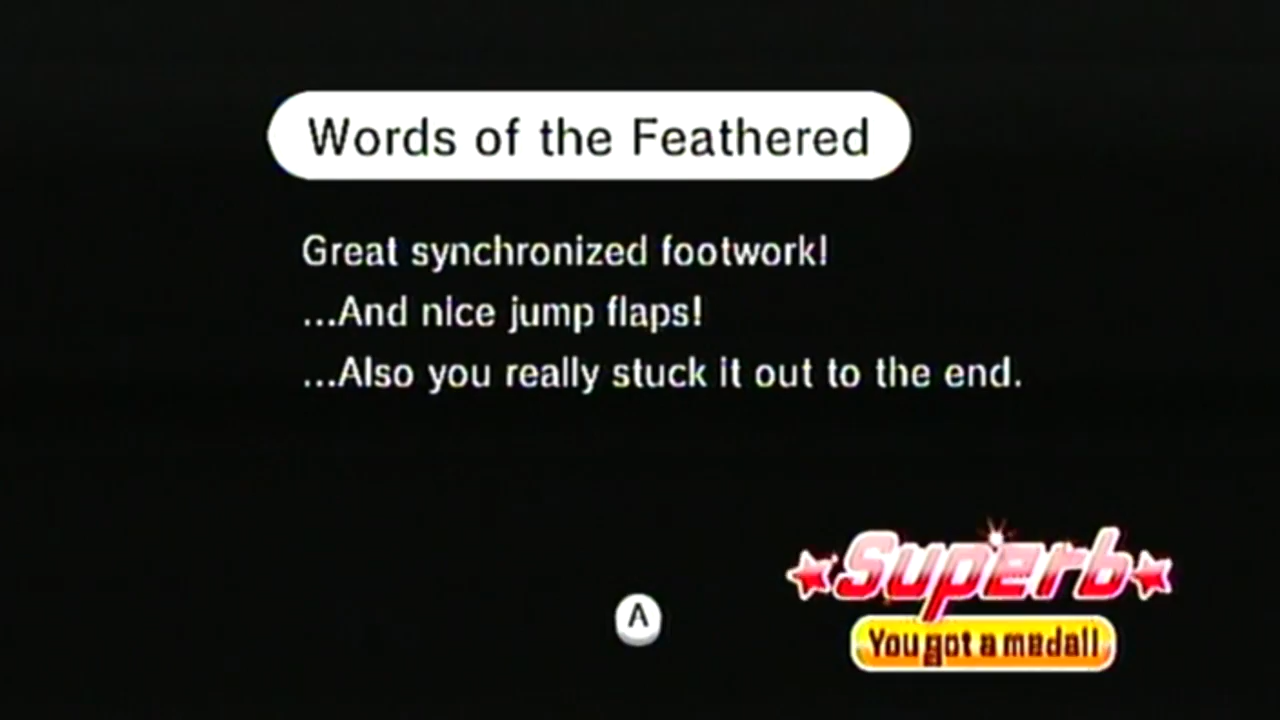 Words of the Feathered
Great synchronized footwork!
...And nice jump flaps!
...Also you really stuck it out to the end.
Superb
A
You got a medal!